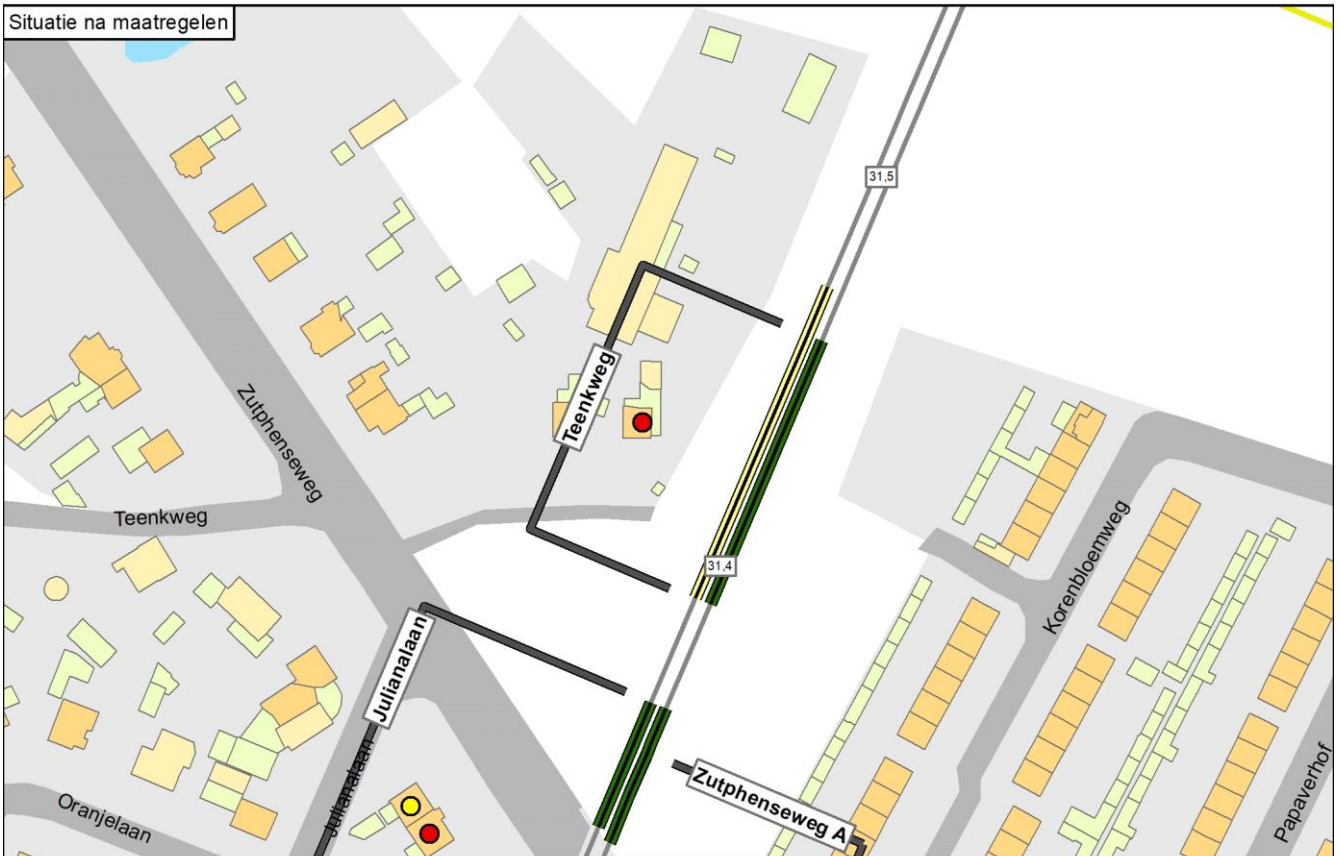 Situatie na maatregelen
31,5
Zutphenseweg
Teenkweg
Teenkweg
31,4
Korenbloemweg
Julianalaan
Julianalaan
Zutphenseweg A
Oranjelaan
Papaverhof